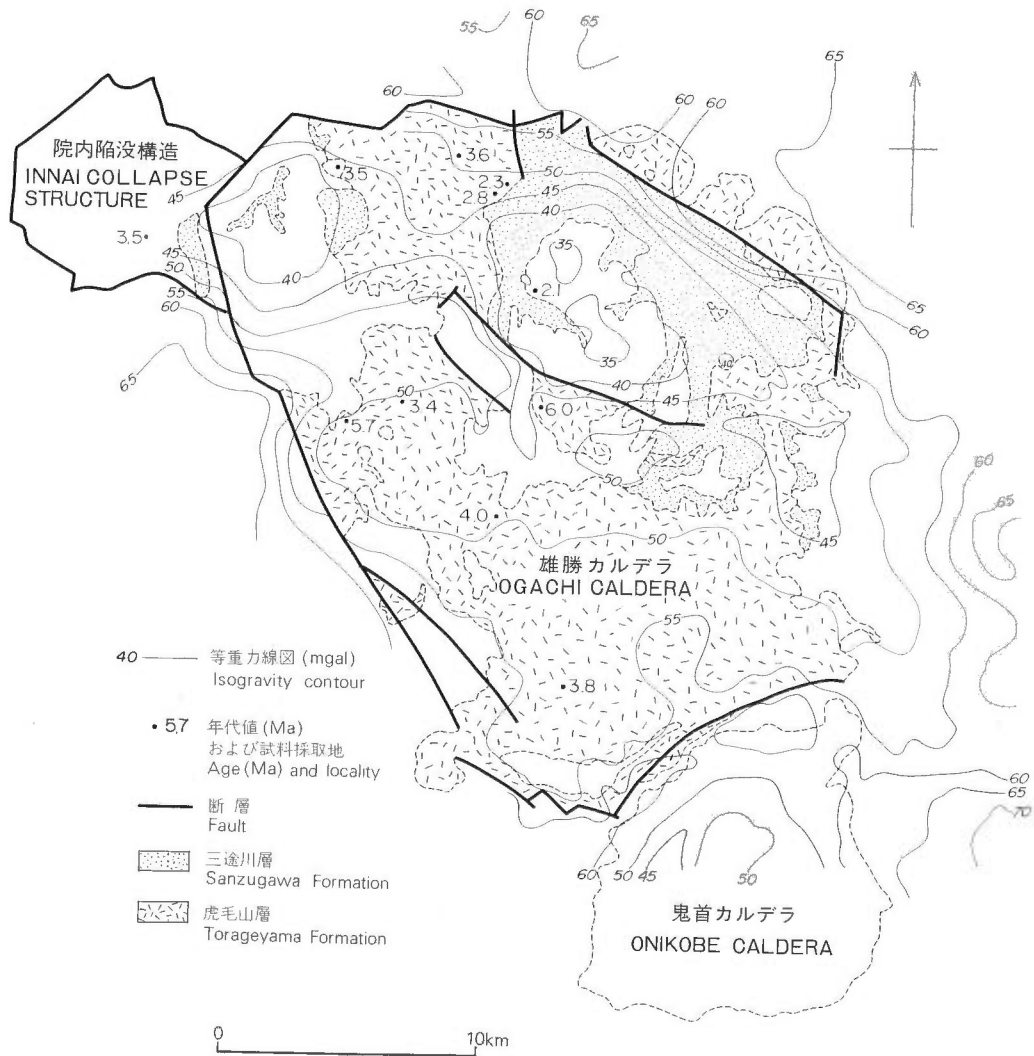 60
65
55
65
60
60
60
55
院内陥没構造
INNAI COLLAPSE
STRUCTURE
3.6
50
3.5
2.3
45
2.8
40
45
3.5
35
45
40
50
2.1
55
60
65
60
35
40
65
50
45
3.4
6.0
5.7
50
60
4.0
50
65
45
雄勝カルデラ
OGACHI CALDERA
55
40 等重力線図 (mgal)
Isogravity contour
3.8
• 5.7 年代値 (Ma)
および試料採取地
Age (Ma) and locality
断層
Fault
60
65
70
三途川層
Sanzugawa Formation
60 50 45 50
虎毛山層
Torageyama Formation
鬼首カルデラ
ONIKOBE CALDERA
0 10km